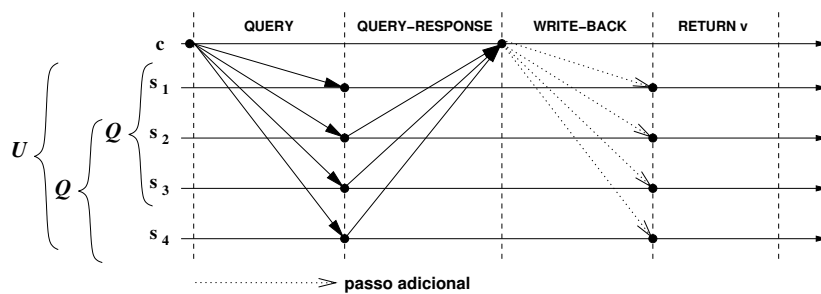 QUERY QUERY−RESPONSE WRITE−BACK RETURN v
c
s 1
s 2
s 3
s 4
Q
U
Q
passo adicional